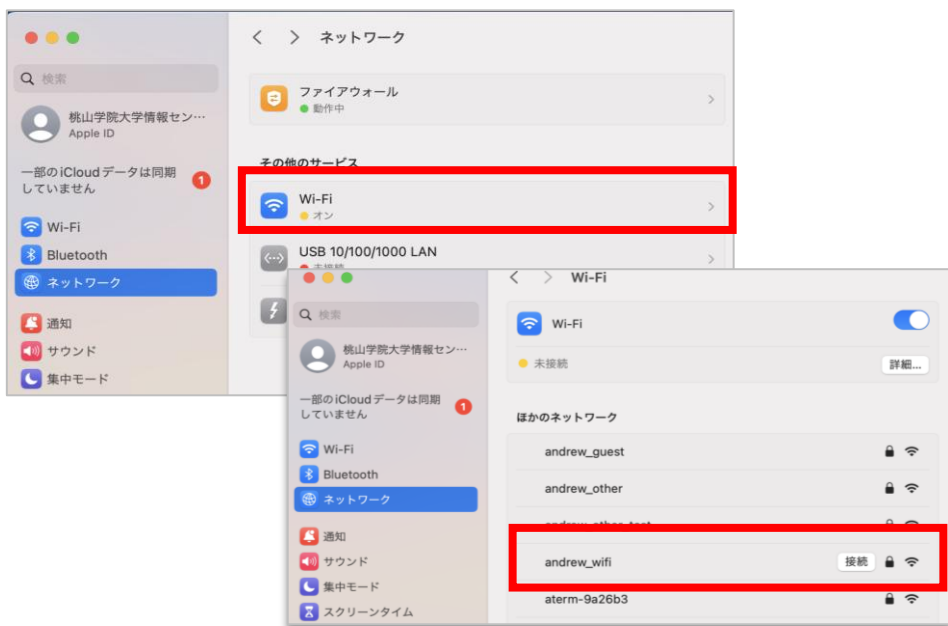 ネットワーク
検索
桃山学院大学情報セン…
Apple ID
一部のiCloudデータは同期
していません
1
Wi-Fi
Bluetooth
ネットワーク
通知
サウンド
集中モード
ファイアウォール
動作中
その他のサービス
Wi-Fi
オン
USB 10/100/1000 LAN
未接続
Wi-Fi
検索
桃山学院大学情報セン…
Apple ID
一部のiCloudデータは同期
していません
1
Wi-Fi
Bluetooth
ネットワーク
通知
サウンド
集中モード
スクリーンタイム
Wi-Fi
未接続
詳細...
ほかのネットワーク
andrew_guest
andrew_other
andrew_other_test
andrew_wifi
接続
aterm-9a26b3